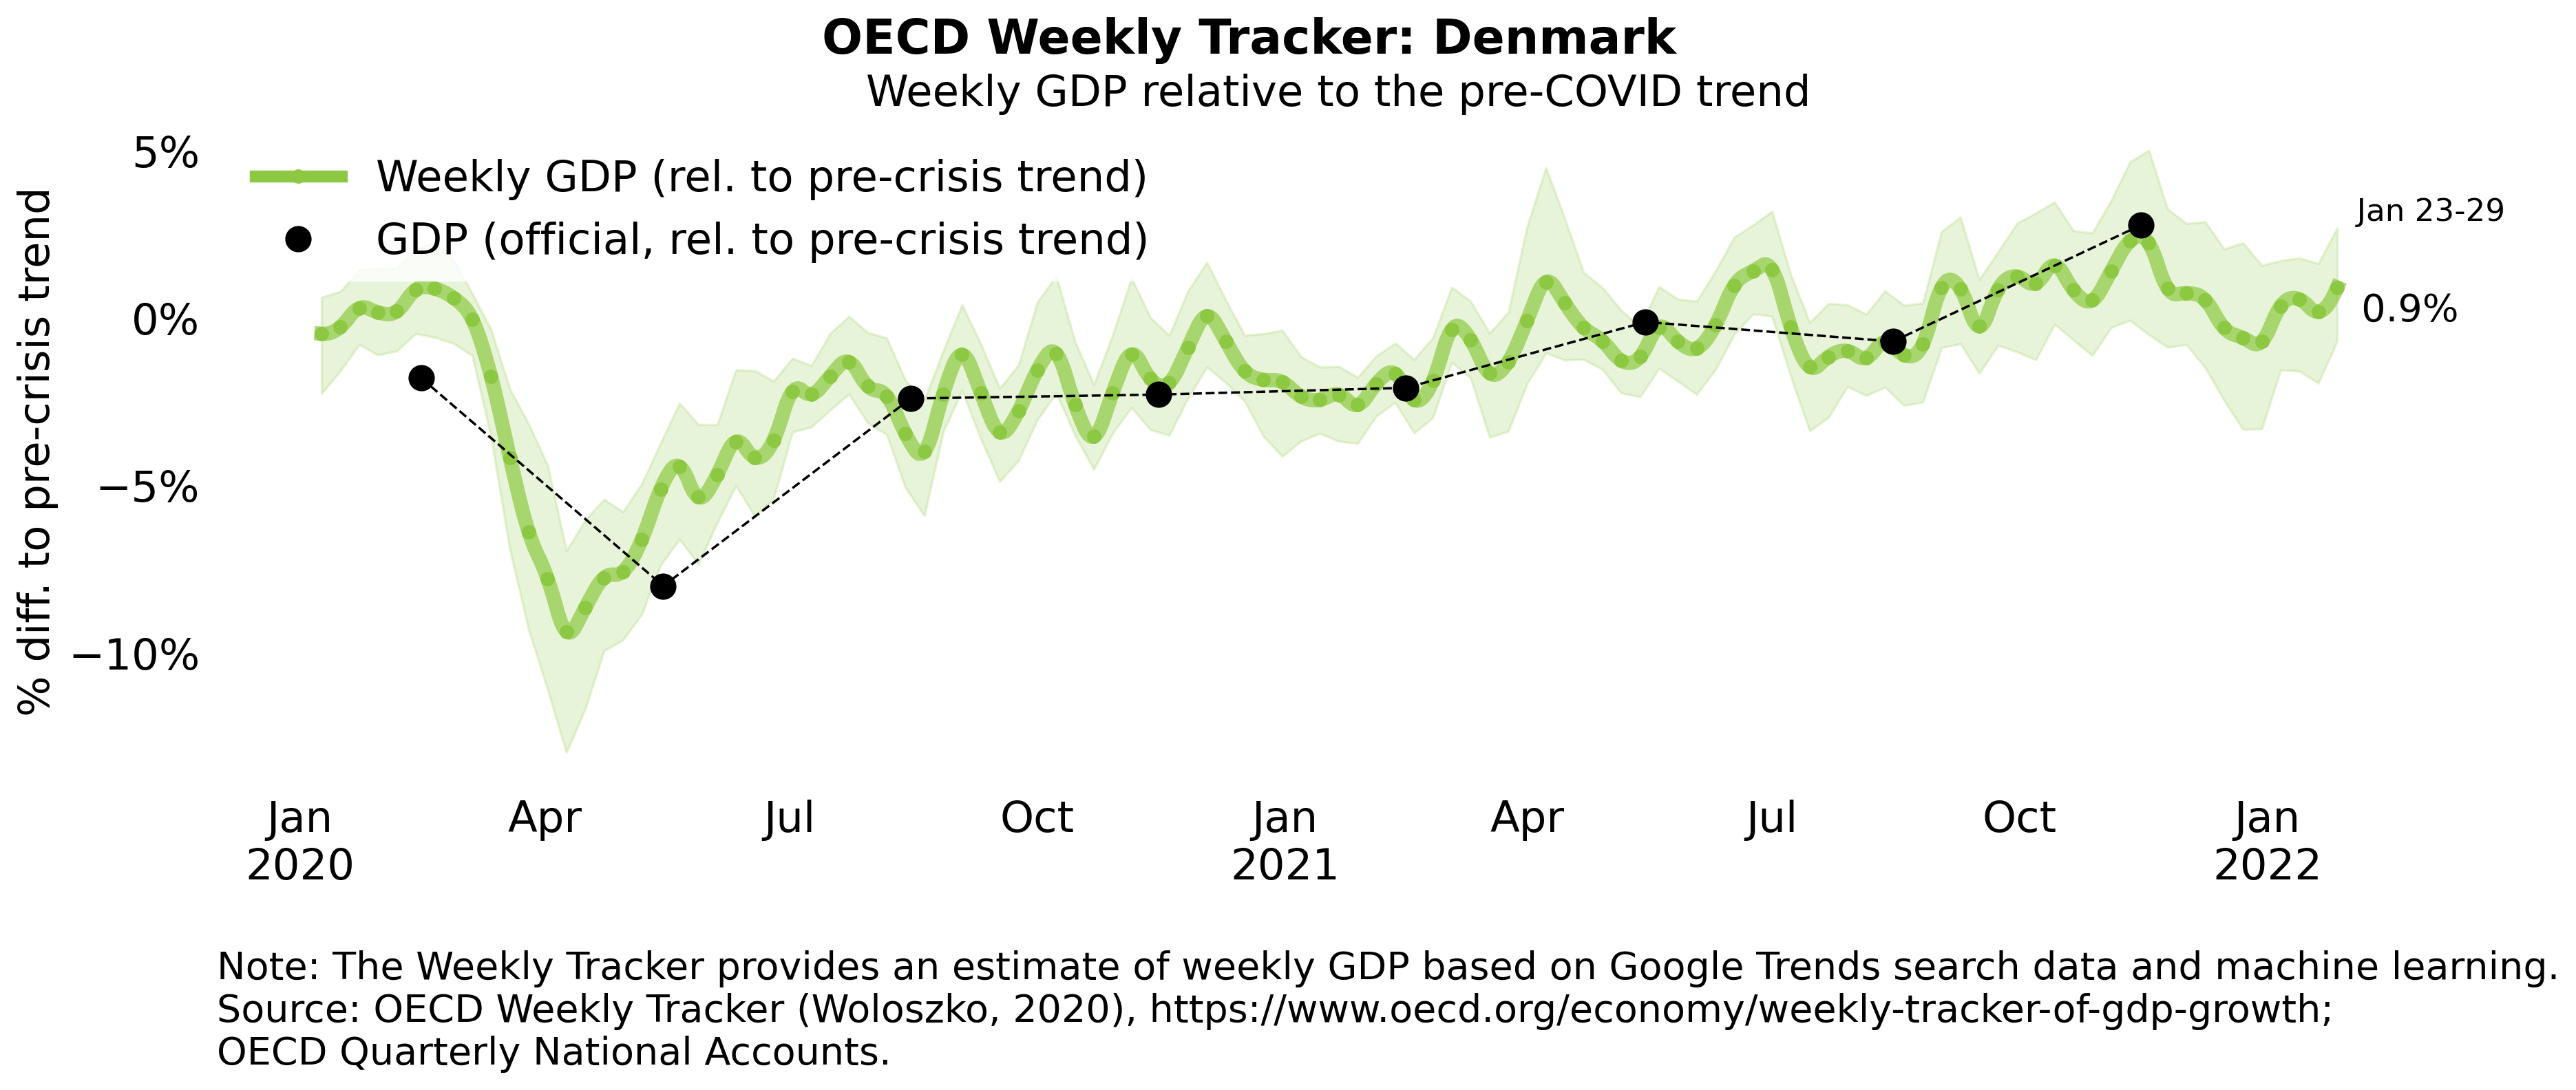 OECD Weekly Tracker: Denmark
Weekly GDP relative to the pre-COVID trend
% diff. to pre-crisis trend
5%
0%
−5%
−10%
Weekly GDP (rel. to pre-crisis trend)
GDP (official, rel. to pre-crisis trend)
Jan 23-29
0.9%
Jan Apr Jul Oct Jan Apr Jul Oct Jan
2020 2021 2022
Note: The Weekly Tracker provides an estimate of weekly GDP based on Google Trends search data and machine learning.
Source: OECD Weekly Tracker (Woloszko, 2020), https://www.oecd.org/economy/weekly-tracker-of-gdp-growth;
OECD Quarterly National Accounts.